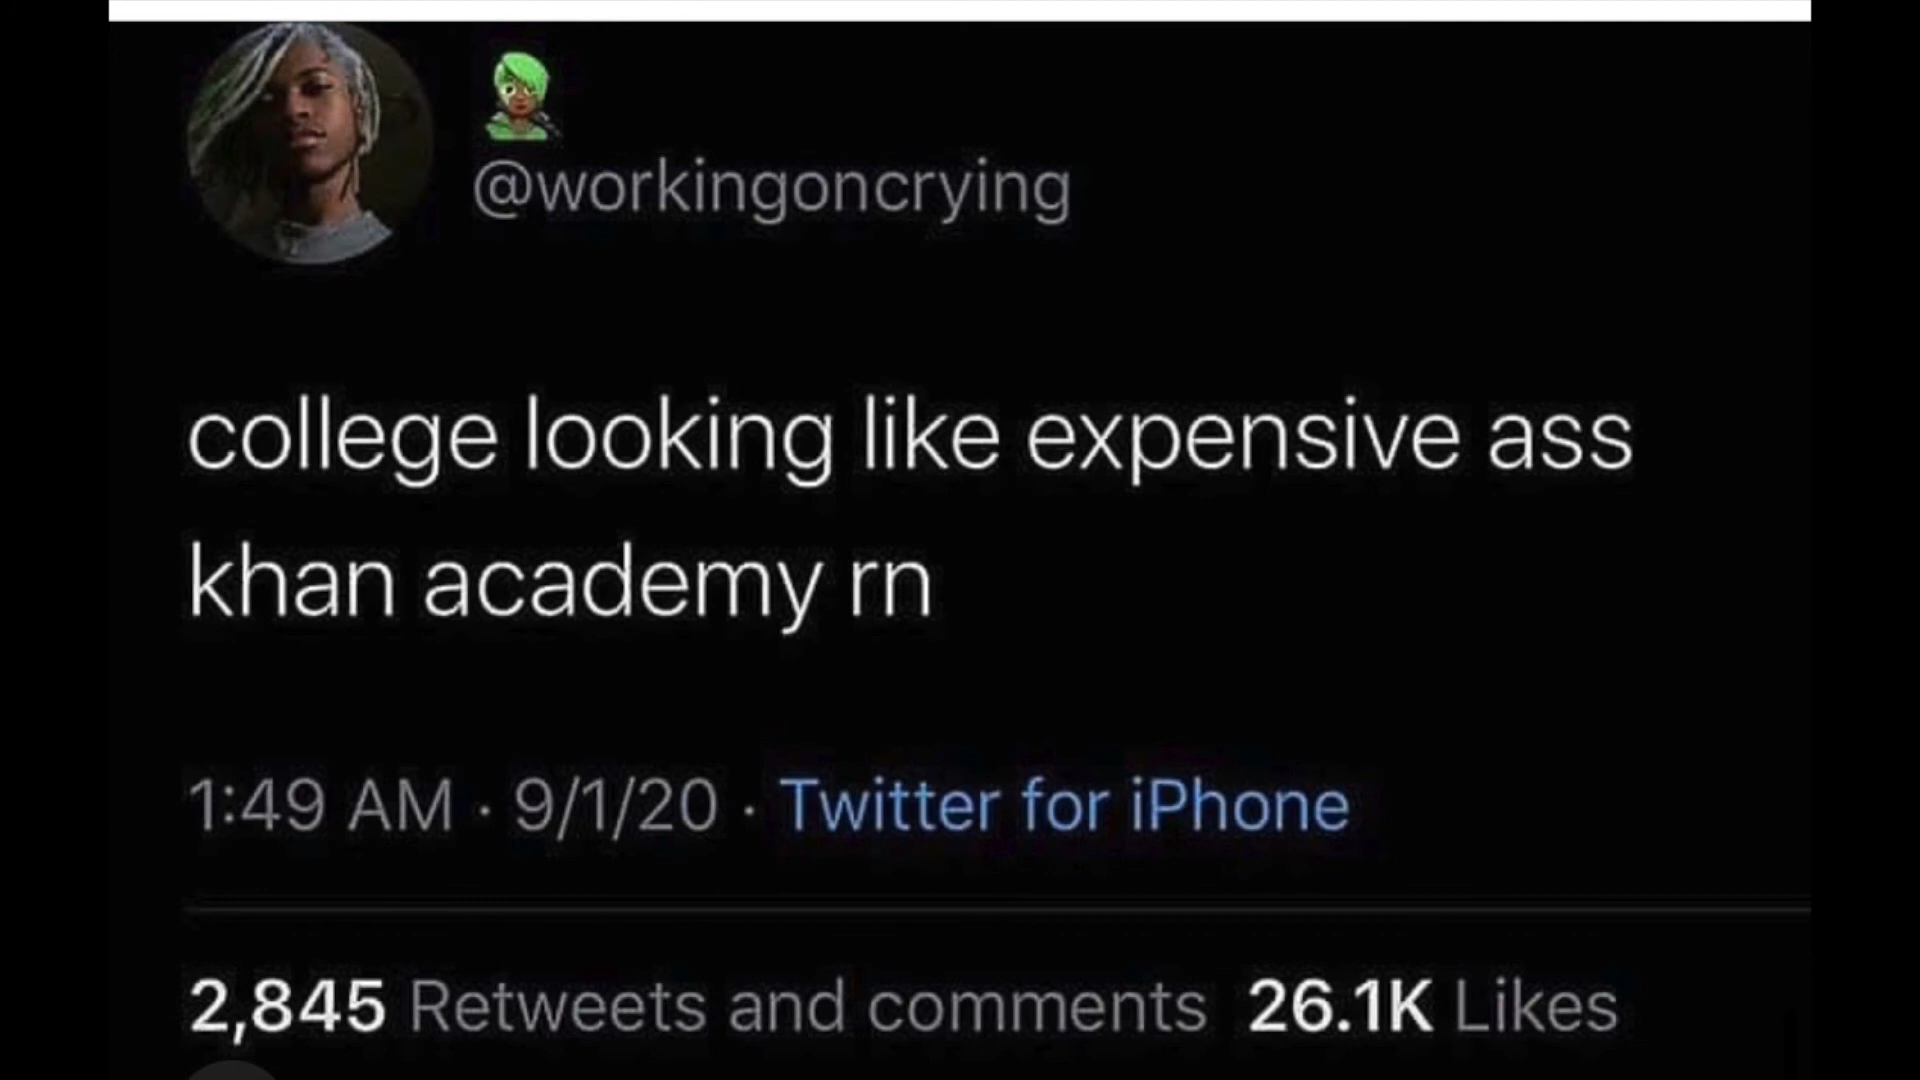 @workingoncrying
college looking like expensive ass
khan academy rn
1:49 AM · 9/1/20 · Twitter for iPhone
2,845 Retweets and comments 26.1K Likes